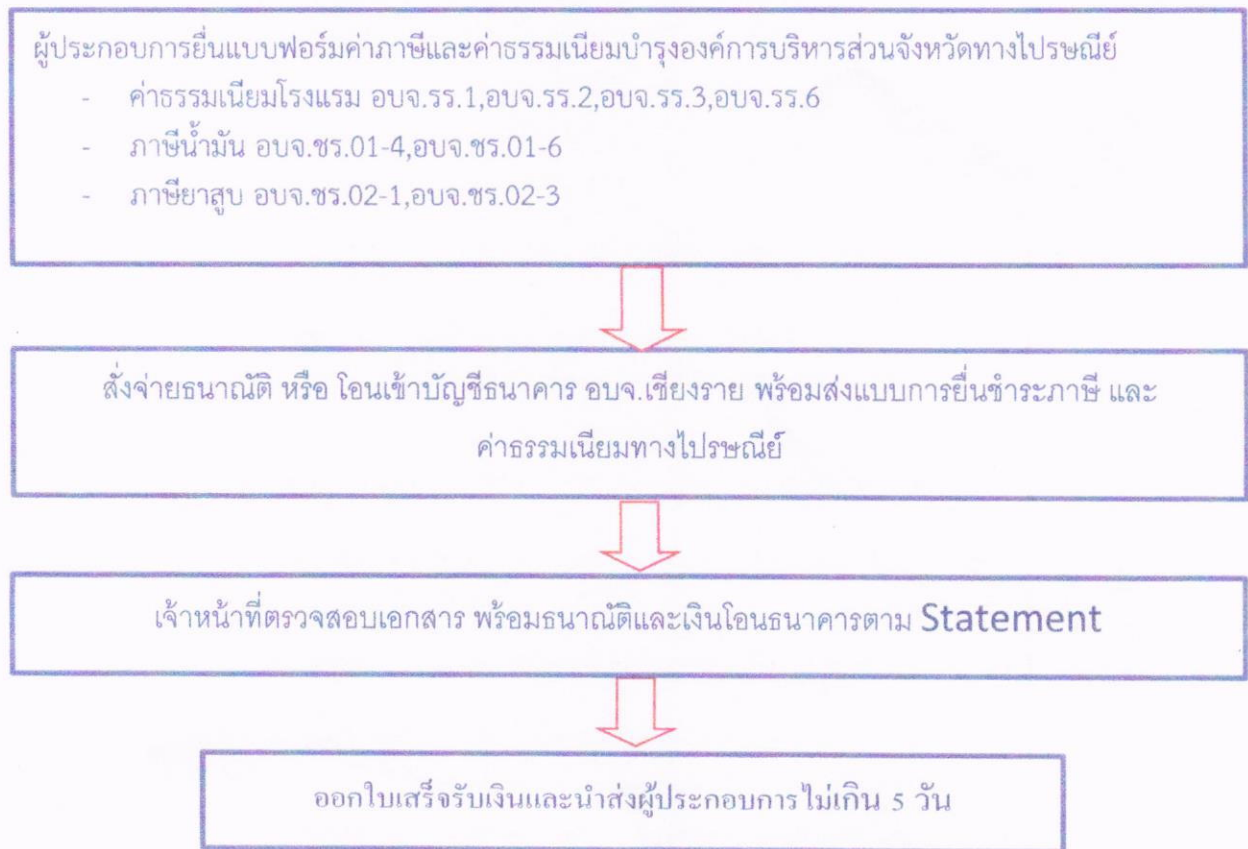 ผู้ประกอบการยื่นแบบฟอร์มค่าภาษีและค่าธรรมเนียมบำรุงองค์การบริหารส่วนจังหวัดทางไปรษณีย์
- ค่าธรรมเนียมโรงแรม อบจ.รร.1,อบจ.รร.2,อบจ.รร.3,อบจ.รร.6
- ภาษีน้ำมัน อบจ.ชร.01-4,อบจ.ชร.01-6
- ภาษียาสูบ อบจ.ชร.02-1,อบจ.ชร.02-3
สั่งจ่ายธนาณัติ หรือ โอนเข้าบัญชีธนาคาร อบจ.เชียงราย พร้อมส่งแบบการยื่นชำระภาษี และ
ค่าธรรมเนียมทางไปรษณีย์
เจ้าหน้าที่ตรวจสอบเอกสาร พร้อมธนาณัติและเงินโอนธนาคารตาม Statement
ออกใบเสร็จรับเงินและนำส่งผู้ประกอบการไม่เกิน 5 วัน